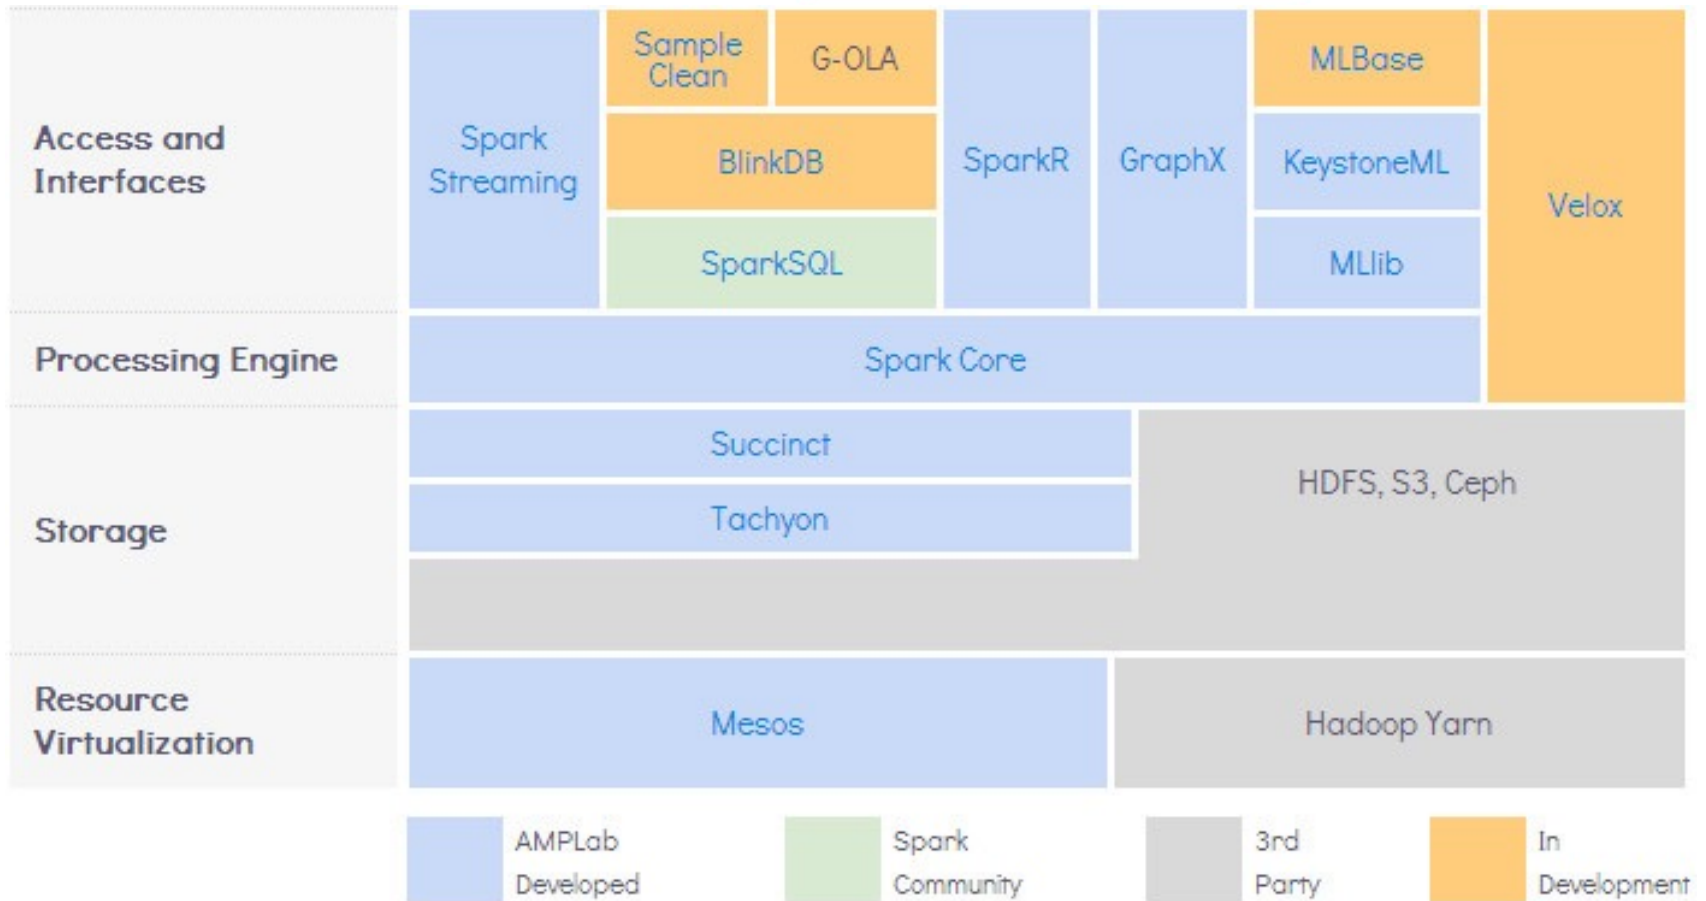 Access and
Interfaces
Spark
Streaming
Sample
Clean
G-OLA
BlinkDB
SparkSQL
SparkR
GraphX
MLBase
KeystoneML
MLlib
Velox
Processing Engine
Spark Core
Storage
Succinct
Tachyon
HDFS, S3, Ceph
Resource
Virtualization
Mesos
Hadoop Yarn
AMPLab
Developed
Spark
Community
3rd
Party
In
Development